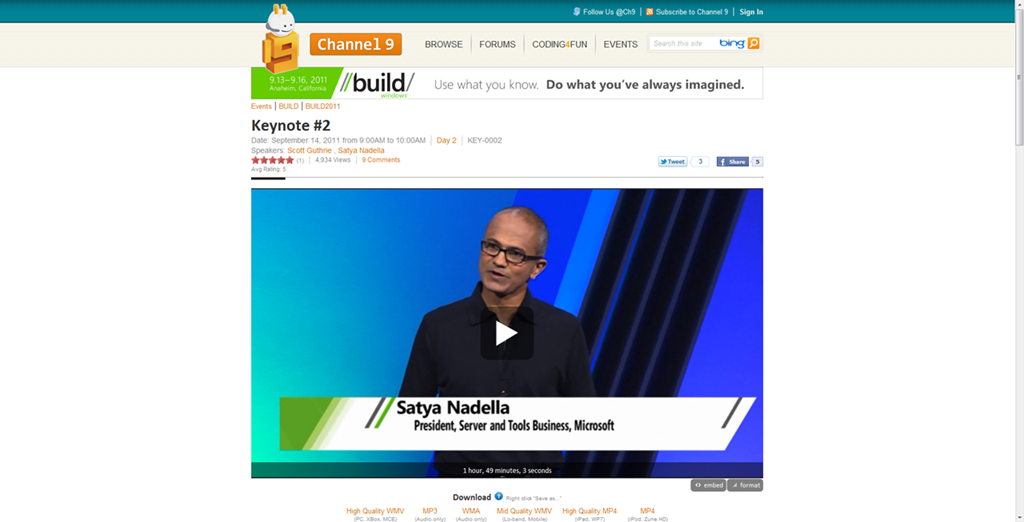 Follow Us @Ch9 | Subscribe to Channel 9 | Sign In
9
Channel 9
BROWSE FORUMS CODING4FUN EVENTS
Search this site bing
9.13–9.16, 2011
Anaheim, California
//build/
windows
Use what you know. Do what you've always imagined.
Events | BUILD | BUILD2011
Keynote #2
Date: September 14, 2011 from 9:00AM to 10:00AM | Day 2 | KEY-0002
Speakers: Scott Guthrie , Satya Nadella
(1) | 4,934 Views | 9 Comments
Avg Rating: 5
Tweet 3 f Share 5
Satya Nadella
President, Server and Tools Business, Microsoft
1 hour, 49 minutes, 3 seconds
<> embed format
Download ? Right click "Save as..."
High Quality WMV MP3 WMA Mid Quality WMV High Quality MP4 MP4
(PC, XBox, MCE) (Audio only) (Audio only) (Lo-band, Mobile) (iPad, WP7) (iPod, Zune HD)